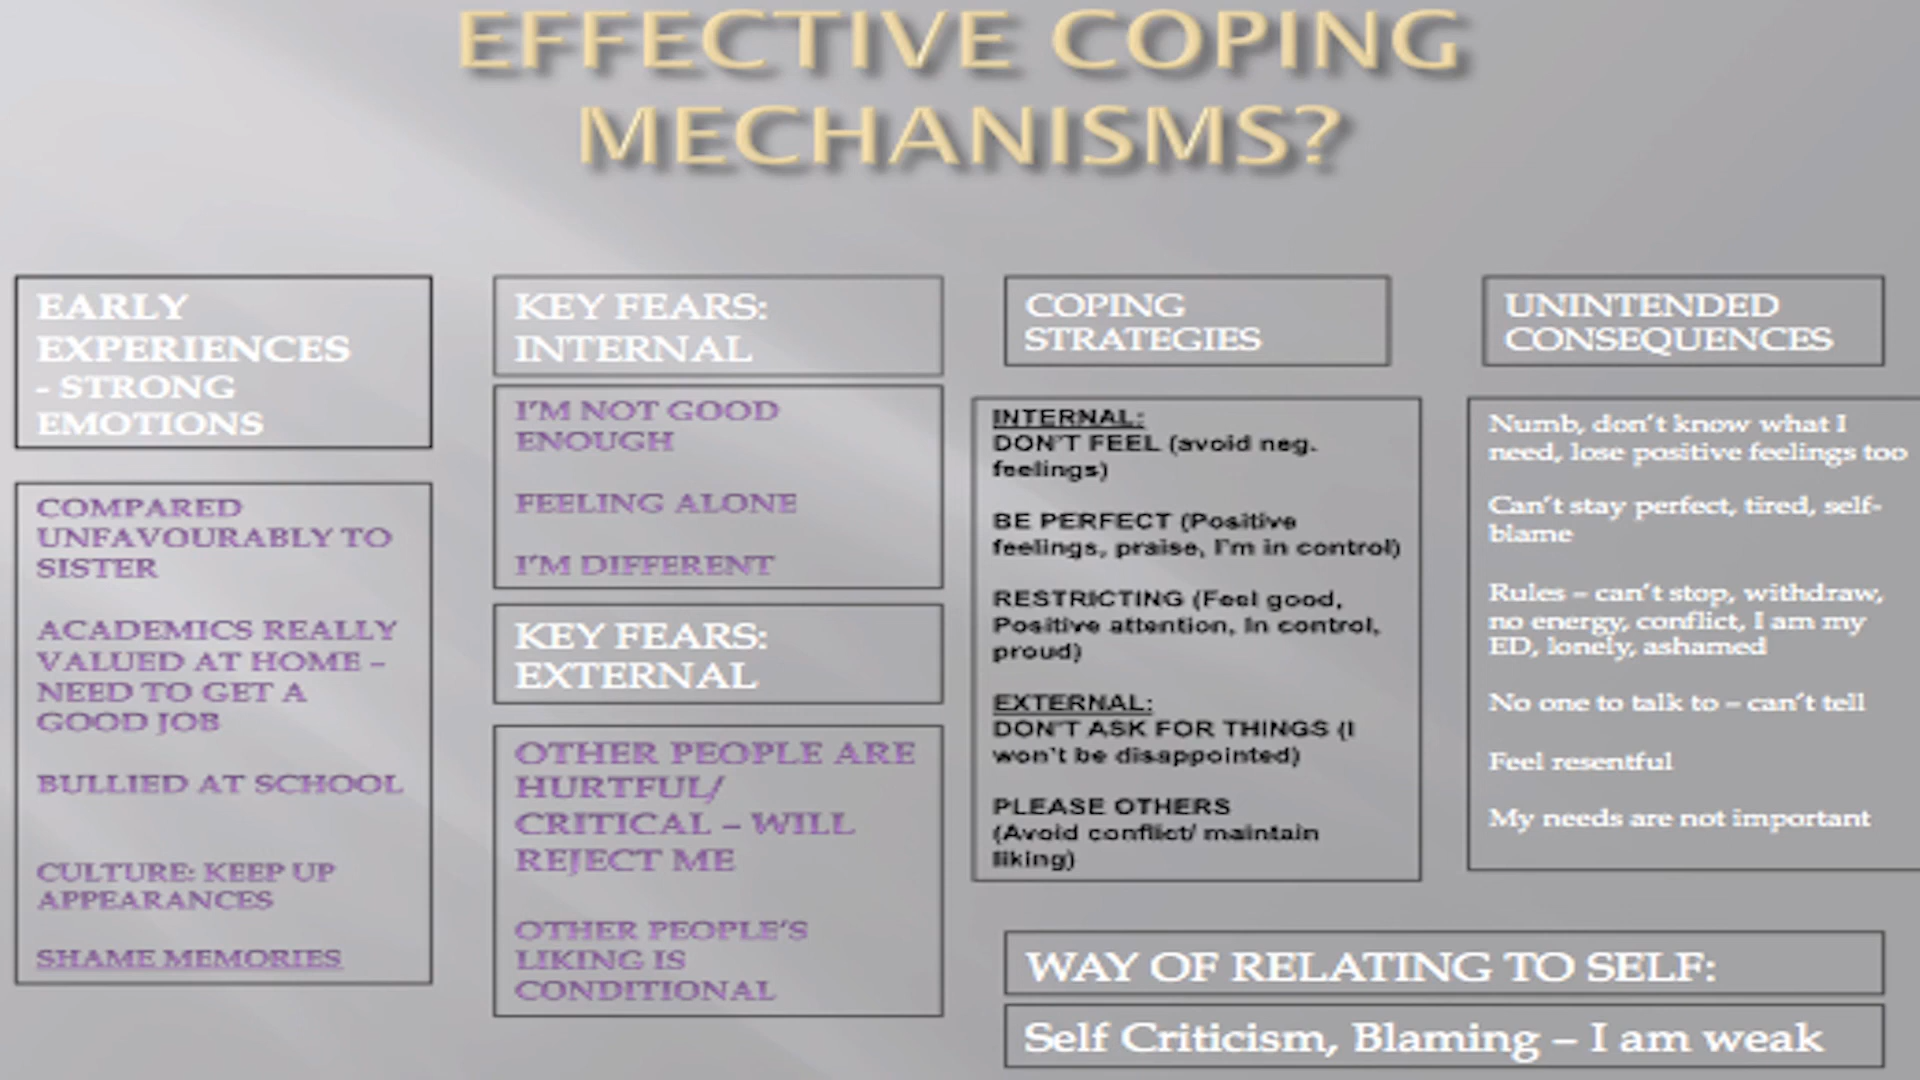 EFFECTIVE COPING
MECHANISMS?
EARLY
EXPERIENCES
- STRONG
EMOTIONS
COMPARED
UNFAVOURABLY TO
SISTER
ACADEMICS REALLY
VALUED AT HOME –
NEED TO GET A
GOOD JOB
BULLIED AT SCHOOL
CULTURE: KEEP UP
APPEARANCES
SHAME MEMORIES
KEY FEARS:
INTERNAL
I'M NOT GOOD
ENOUGH
FEELING ALONE
I'M DIFFERENT
KEY FEARS:
EXTERNAL
OTHER PEOPLE ARE
HURTFUL/
CRITICAL – WILL
REJECT ME
OTHER PEOPLE'S
LIKING IS
CONDITIONAL
COPING
STRATEGIES
INTERNAL:
DON'T FEEL (avoid neg.
feelings)
BE PERFECT (Positive
feelings, praise, I'm in control)
RESTRICTING (Feel good,
Positive attention, In control,
proud)
EXTERNAL:
DON'T ASK FOR THINGS (I
won't be disappointed)
PLEASE OTHERS
(Avoid conflict/ maintain
liking)
UNINTENDED
CONSEQUENCES
Numb, don't know what I
need, lose positive feelings too
Can't stay perfect, tired, self-
blame
Rules – can't stop, withdraw,
no energy, conflict, I am my
ED, lonely, ashamed
No one to talk to – can't tell
Feel resentful
My needs are not important
WAY OF RELATING TO SELF:
Self Criticism, Blaming – I am weak